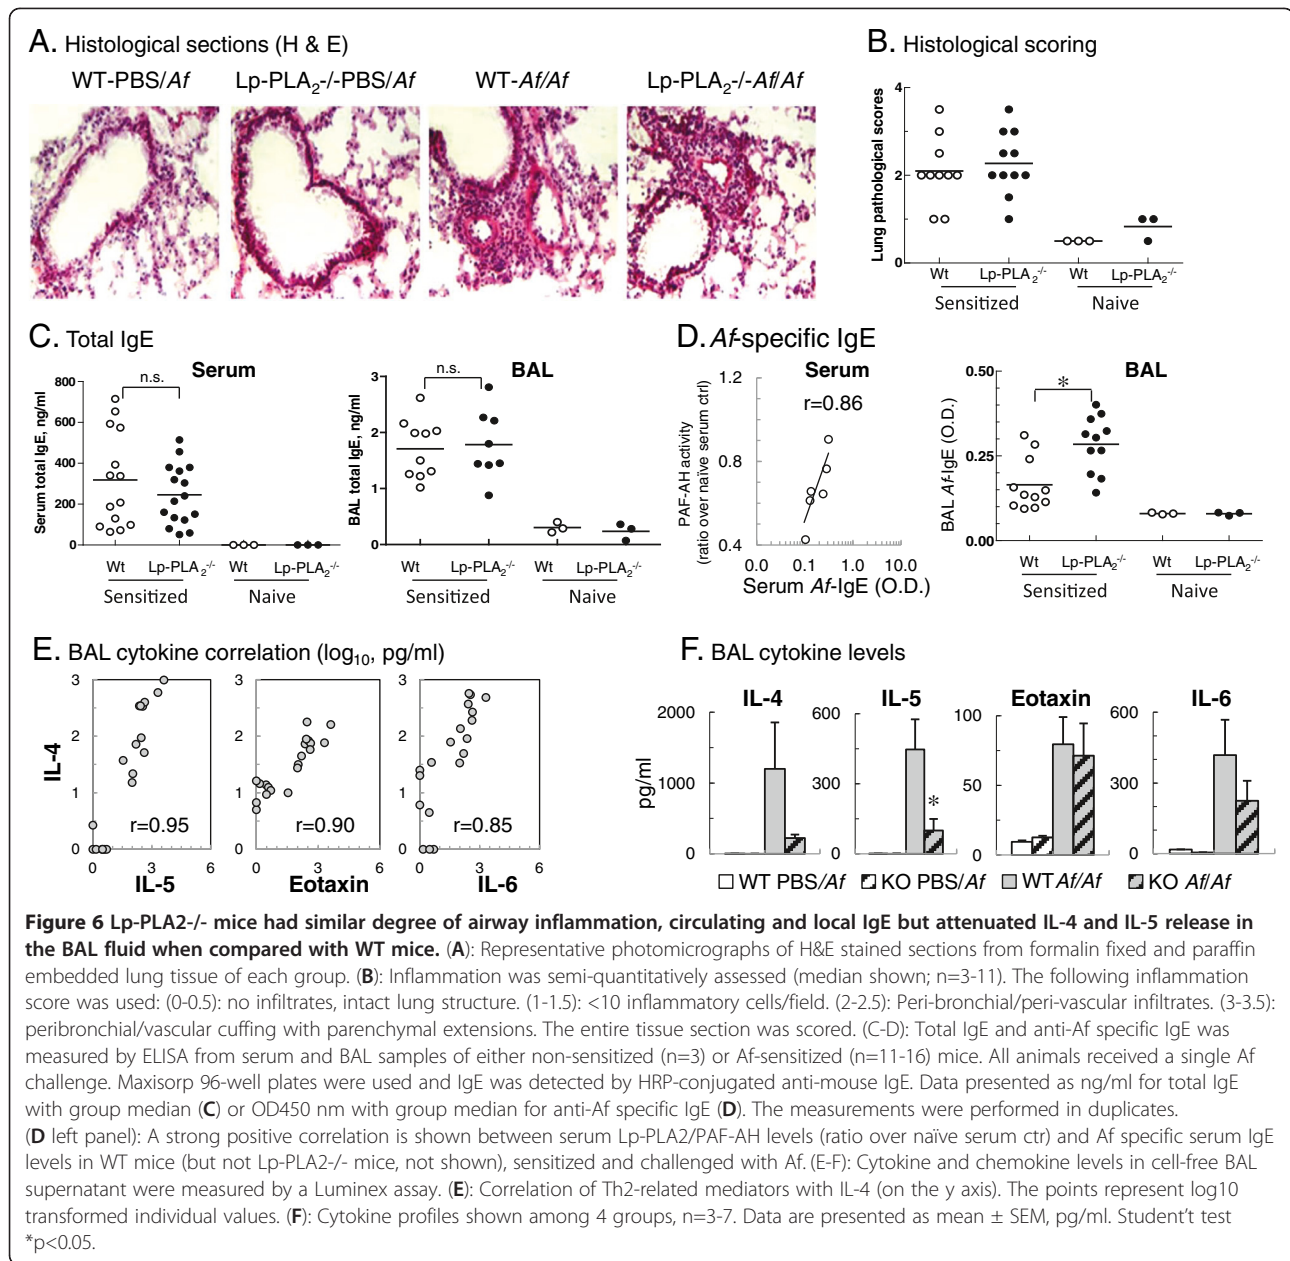 A. Histological sections (H & E)
WT-PBS/Af
Lp-PLA2-/-PBS/Af
WT-Af/Af
Lp-PLA2-/-Af/Af
B. Histological scoring
Lung pathological scores
4
2
0
Wt
Lp-PLA2-/-
Wt
Lp-PLA2-/-
Sensitized
Naive
C. Total IgE
Serum
n.s.
Serum total IgE, ng/ml
800
600
400
200
0
Wt
Lp-PLA2-/-
Wt
Lp-PLA2-/-
Sensitized
Naive
BAL
n.s.
BAL total IgE, ng/ml
3
2
1
0
Wt
Lp-PLA2-/-
Wt
Lp-PLA2-/-
Sensitized
Naive
D. Af-specific IgE
Serum
r=0.86
PAF-AH activity
(ratio over naïve serum ctrl)
1.2
0.8
0.4
0.0
0.1
1.0
10.0
Serum Af-IgE (O.D.)
BAL
*
BAL Af-IgE (O.D.)
0.50
0.25
0.00
Wt
Lp-PLA2-/-
Wt
Lp-PLA2-/-
Sensitized
Naive
E. BAL cytokine correlation (log10, pg/ml)
IL-4
3
2
1
0
r=0.95
0
3
6
IL-5
3
2
1
0
r=0.90
0
3
6
Eotaxin
3
2
1
0
r=0.85
0
3
6
IL-6
F. BAL cytokine levels
pg/ml
IL-4
2000
1000
0
IL-5
600
300
0
*
Eotaxin
100
50
0
IL-6
600
300
0
WT PBS/Af
KO PBS/Af
WT Af/Af
KO Af/Af
Figure 6 Lp-PLA2-/- mice had similar degree of airway inflammation, circulating and local IgE but attenuated IL-4 and IL-5 release in
the BAL fluid when compared with WT mice. (A): Representative photomicrographs of H&E stained sections from formalin fixed and paraffin
embedded lung tissue of each group. (B): Inflammation was semi-quantitatively assessed (median shown; n=3-11). The following inflammation
score was used: (0-0.5): no infiltrates, intact lung structure. (1-1.5): <10 inflammatory cells/field. (2-2.5): Peri-bronchial/peri-vascular infiltrates. (3-3.5):
peribronchial/vascular cuffing with parenchymal extensions. The entire tissue section was scored. (C-D): Total IgE and anti-Af specific IgE was
measured by ELISA from serum and BAL samples of either non-sensitized (n=3) or Af-sensitized (n=11-16) mice. All animals received a single Af
challenge. Maxisorp 96-well plates were used and IgE was detected by HRP-conjugated anti-mouse IgE. Data presented as ng/ml for total IgE
with group median (C) or OD450 nm with group median for anti-Af specific IgE (D). The measurements were performed in duplicates.
(D left panel): A strong positive correlation is shown between serum Lp-PLA2/PAF-AH levels (ratio over naïve serum ctr) and Af specific serum IgE
levels in WT mice (but not Lp-PLA2-/- mice, not shown), sensitized and challenged with Af. (E-F): Cytokine and chemokine levels in cell-free BAL
supernatant were measured by a Luminex assay. (E): Correlation of Th2-related mediators with IL-4 (on the y axis). The points represent log10
transformed individual values. (F): Cytokine profiles shown among 4 groups, n=3-7. Data are presented as mean ± SEM, pg/ml. Student's test
*p<0.05.